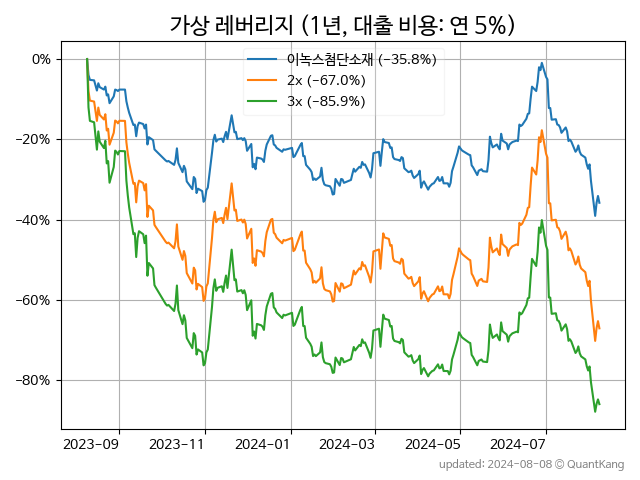 가상 레버리지 (1년, 대출 비용: 연 5%)
이녹스첨단소재 (−35.8%)
2x (−67.0%)
3x (−85.9%)
0%
−20%
−40%
−60%
−80%
2023-09 2023-11 2024-01 2024-03 2024-05 2024-07
updated: 2024-08-08 © QuantKang